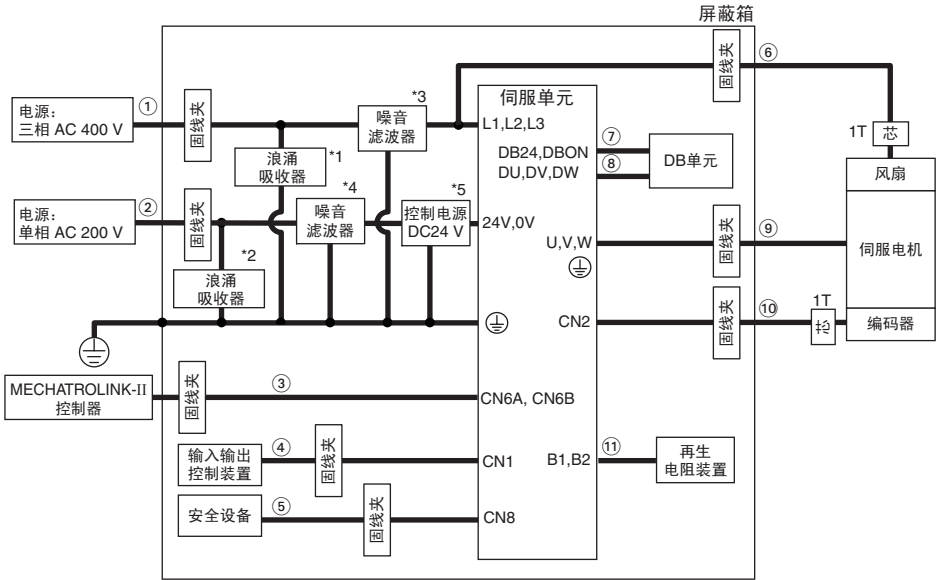 屏蔽箱
电源：
三相 AC 400 V
①
固线夹
*3
噪音
滤波器
浪涌
吸收器
*1
电源：
单相 AC 200 V
②
固线夹
*4
噪音
滤波器
*5
控制电源
DC24 V
*2
浪涌
吸收器
伺服单元
L1,L2,L3
DB24,DBON
DU,DV,DW
24V,0V
U,V,W
CN2
CN6A, CN6B
CN1
B1,B2
CN8
固线夹
⑥
1T
芯
风扇
⑦
⑧
DB单元
固线夹
⑨
伺服电机
固线夹
⑩
1T
芯
编码器
MECHATROLINK-II
控制器
固线夹
③
输入输出
控制装置
④
固线夹
⑪
再生
电阻装置
安全设备
⑤
固线夹